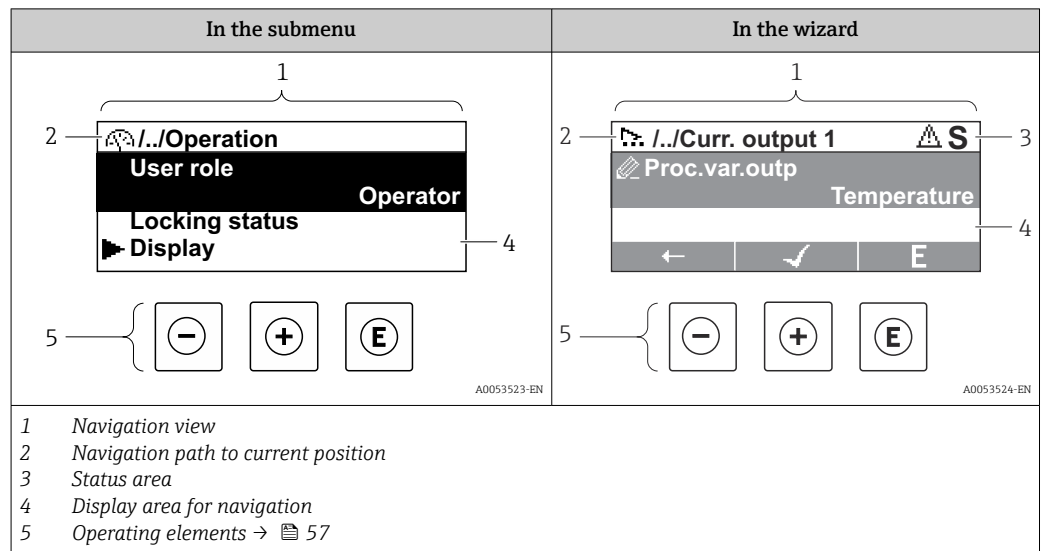 In the submenu
In the wizard
1
2
/../Operation
User role
Operator
Locking status
Display
4
5
E
A0053523-EN
1
2
/../Curr. output 1
S
3
Proc.var.outp
Temperature
4
E
5
E
A0053524-EN
1 Navigation view
2 Navigation path to current position
3 Status area
4 Display area for navigation
5 Operating elements → 57